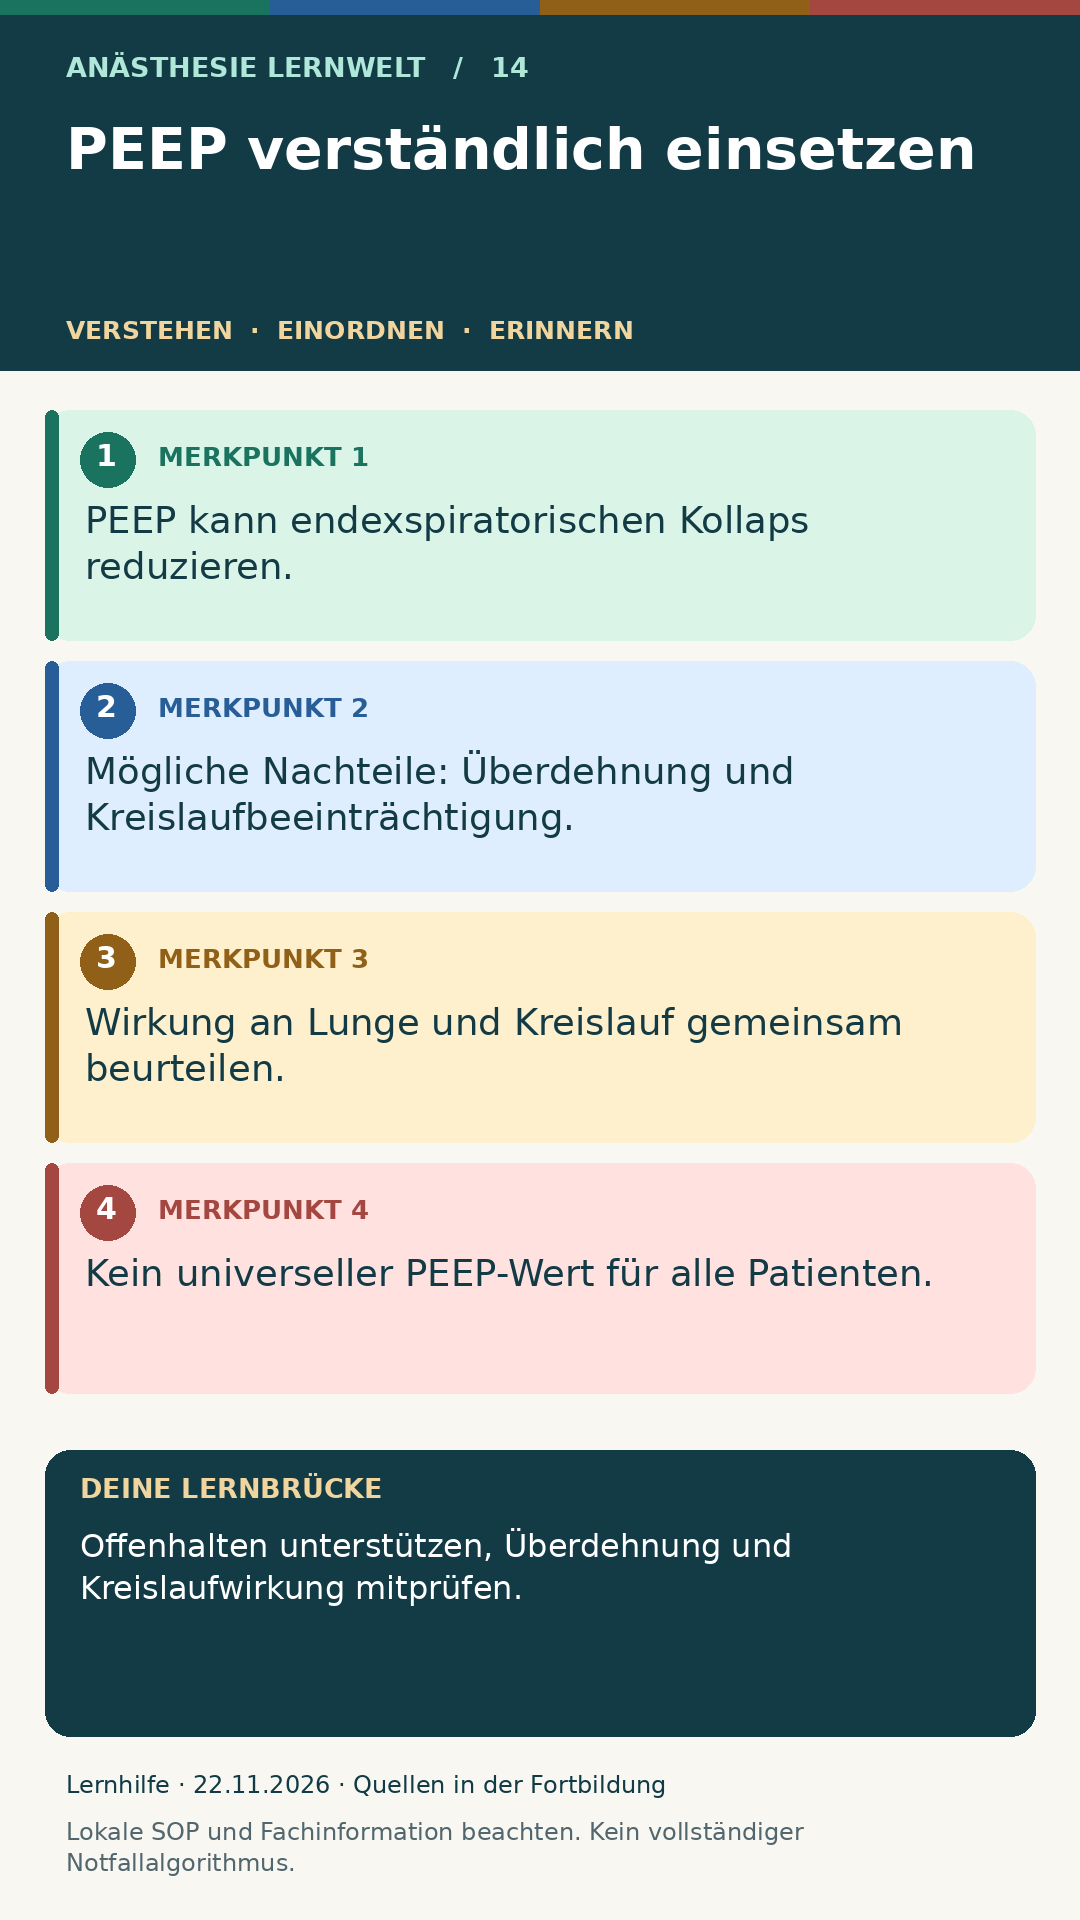 ANÄSTHESIE LERNWELT / 14
PEEP verständlich einsetzen
VERSTEHEN · EINORDNEN · ERINNERN
1 MERKPUNKT 1
PEEP kann endexspiratorischen Kollaps
reduzieren.
2 MERKPUNKT 2
Mögliche Nachteile: Überdehnung und
Kreislaufbeeinträchtigung.
3 MERKPUNKT 3
Wirkung an Lunge und Kreislauf gemeinsam
beurteilen.
4 MERKPUNKT 4
Kein universeller PEEP-Wert für alle Patienten.
DEINE LERNBRÜCKE
Offenhalten unterstützen, Überdehnung und
Kreislaufwirkung mitprüfen.
Lernhilfe · 22.11.2026 · Quellen in der Fortbildung
Lokale SOP und Fachinformation beachten. Kein vollständiger
Notfallalgorithmus.